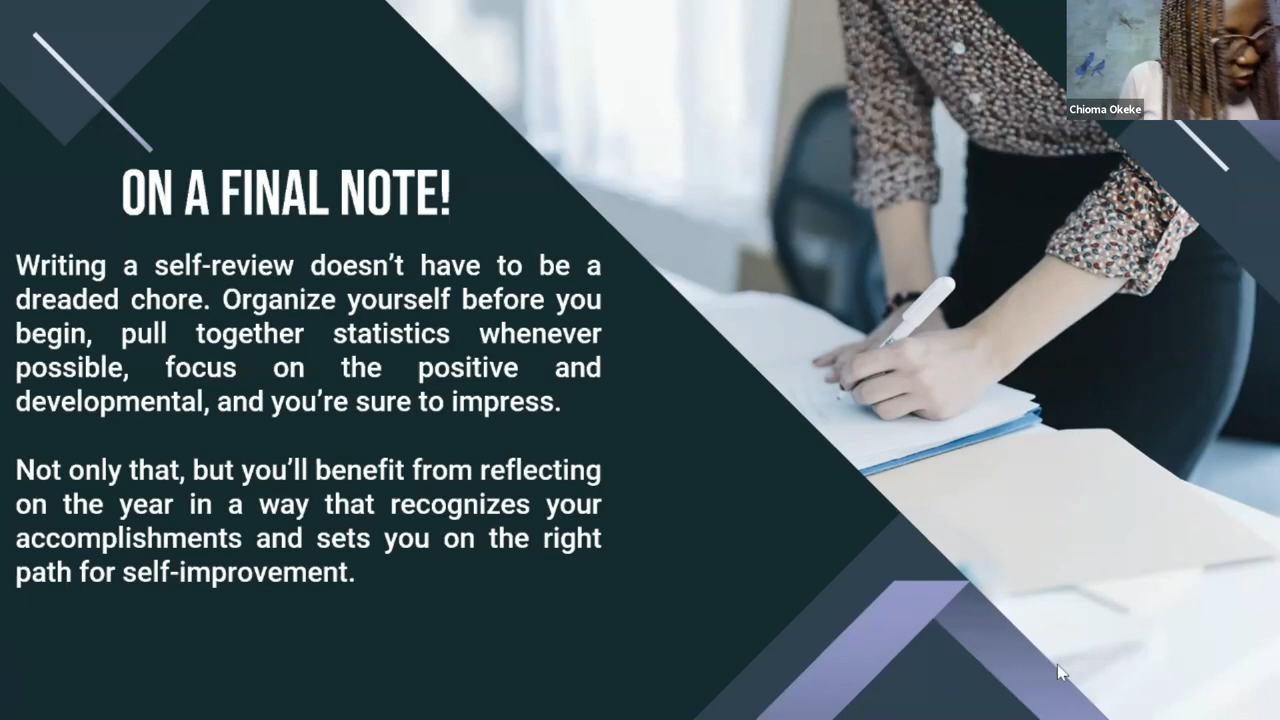 ON A FINAL NOTE!
Writing a self-review doesn’t have to be a
dreaded chore. Organize yourself before you
begin, pull together statistics whenever
possible, focus on the positive and
developmental, and you’re sure to impress.
Not only that, but you’ll benefit from reflecting
on the year in a way that recognizes your
accomplishments and sets you on the right
path for self-improvement.
Chioma Okeke